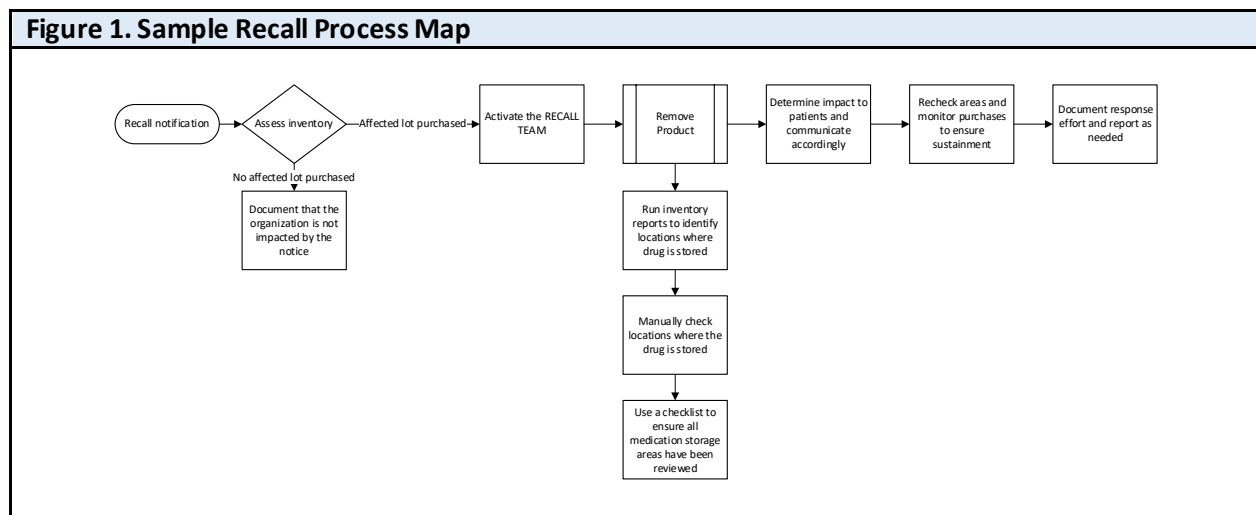 Figure 1. Sample Recall Process Map
Recall notification
Assess inventory
Affected lot purchased
Activate the RECALL
TEAM
Remove
Product
Determine impact to
patients and
communicate
accordingly
Recheck areas and
monitor purchases
to ensure
sustainment
Document response
effort and report as
needed
No affected lot purchased
Document that the
organization is not
impacted by the
notice
Run inventory
reports to identify
locations where
drug is stored
Manually check
locations where the
drug is stored
Use a checklist to
ensure all
medication storage
areas have been
reviewed